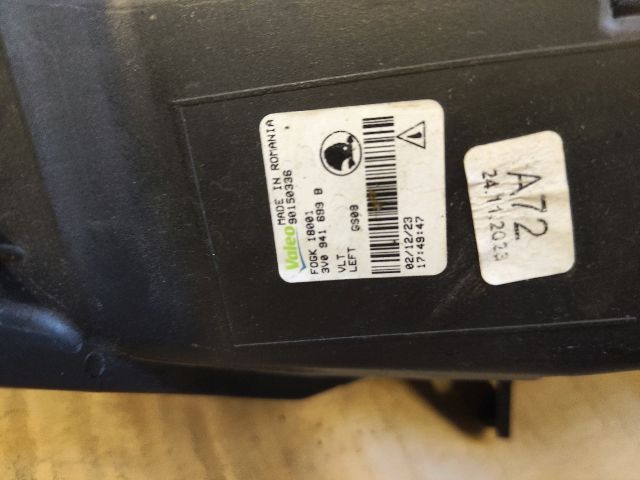 MADE IN ROMANIA
Valeo 90150336
FOGK 18001
3V0 941 699 B
VLT
LEFT GS08
02/12/23
17:49:47
A72
24.11.2023